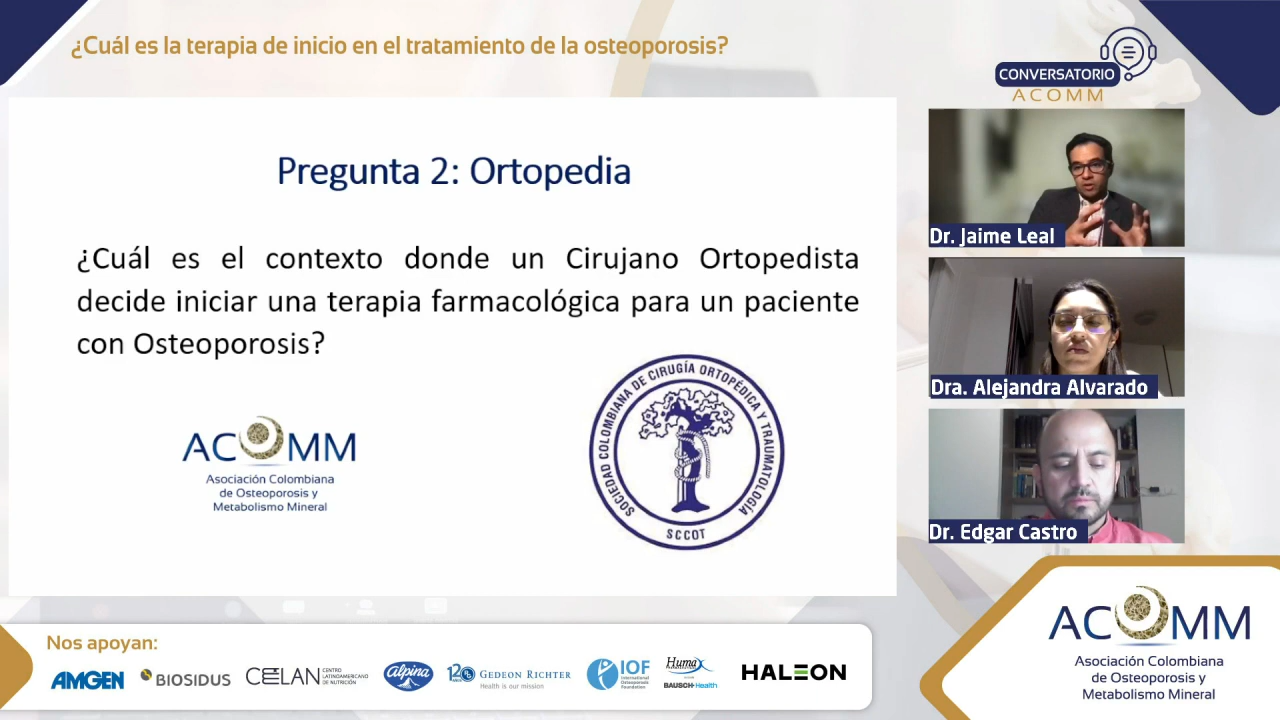 ¿Cuál es la terapia de inicio en el tratamiento de la osteoporosis?
CONVERSATORIO
ACOMM
Pregunta 2: Ortopedia
¿Cuál es el contexto donde un Cirujano Ortopedista
decide iniciar una terapia farmacológica para un paciente
con Osteoporosis?
ACOMM
Asociación Colombiana
de Osteoporosis y
Metabolismo Mineral
SOCIEDAD COLOMBIANA DE CIRUGÍA ORTOPÉDICA Y TRAUMATOLOGÍA
SCCOT
Dr. Jaime Leal
Dra. Alejandra Alvarado
Dr. Edgar Castro
Nos apoyan:
AMGEN
BIOSIDUS
CELAN CENTRO
LATINOAMERICANO
DE NUTRICIÓN
Alpina
120 GEDEON RICHTER
Health is our mission
IOF
International
Osteoporosis
Foundation
Humax
BAUSCH+Health
HALEON
ACOMM
Asociación Colombiana
de Osteoporosis y
Metabolismo Mineral